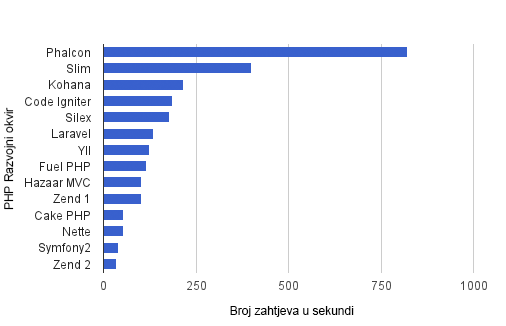 PHP Razvojni okvir
Phalcon
Slim
Kohana
Code Igniter
Silex
Laravel
YII
Fuel PHP
Hazaar MVC
Zend 1
Cake PHP
Nette
Symfony2
Zend 2
0 250 500 750 1000
Broj zahtjeva u sekundi